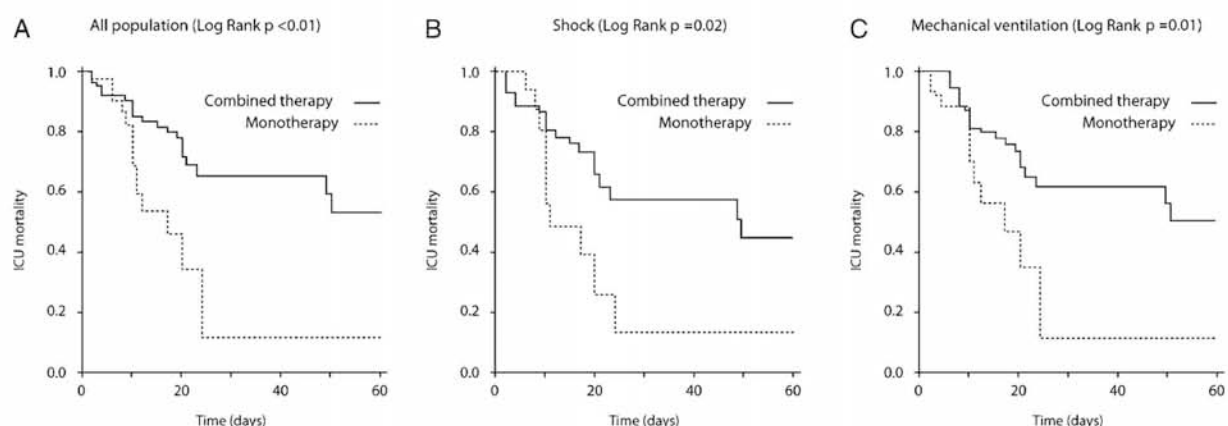 A
All population (Log Rank p <0.01)
1.0
0.8
0.6
0.4
0.2
0.0
ICU mortality
Combined therapy
Monotherapy
0
20
40
60
Time (days)
B
Shock (Log Rank p =0.02)
1.0
0.8
0.6
0.4
0.2
0.0
ICU mortality
Combined therapy
Monotherapy
0
20
40
60
Time (days)
C
Mechanical ventilation (Log Rank p =0.01)
1.0
0.8
0.6
0.4
0.2
0.0
ICU mortality
Combined therapy
Monotherapy
0
20
40
60
Time (days)